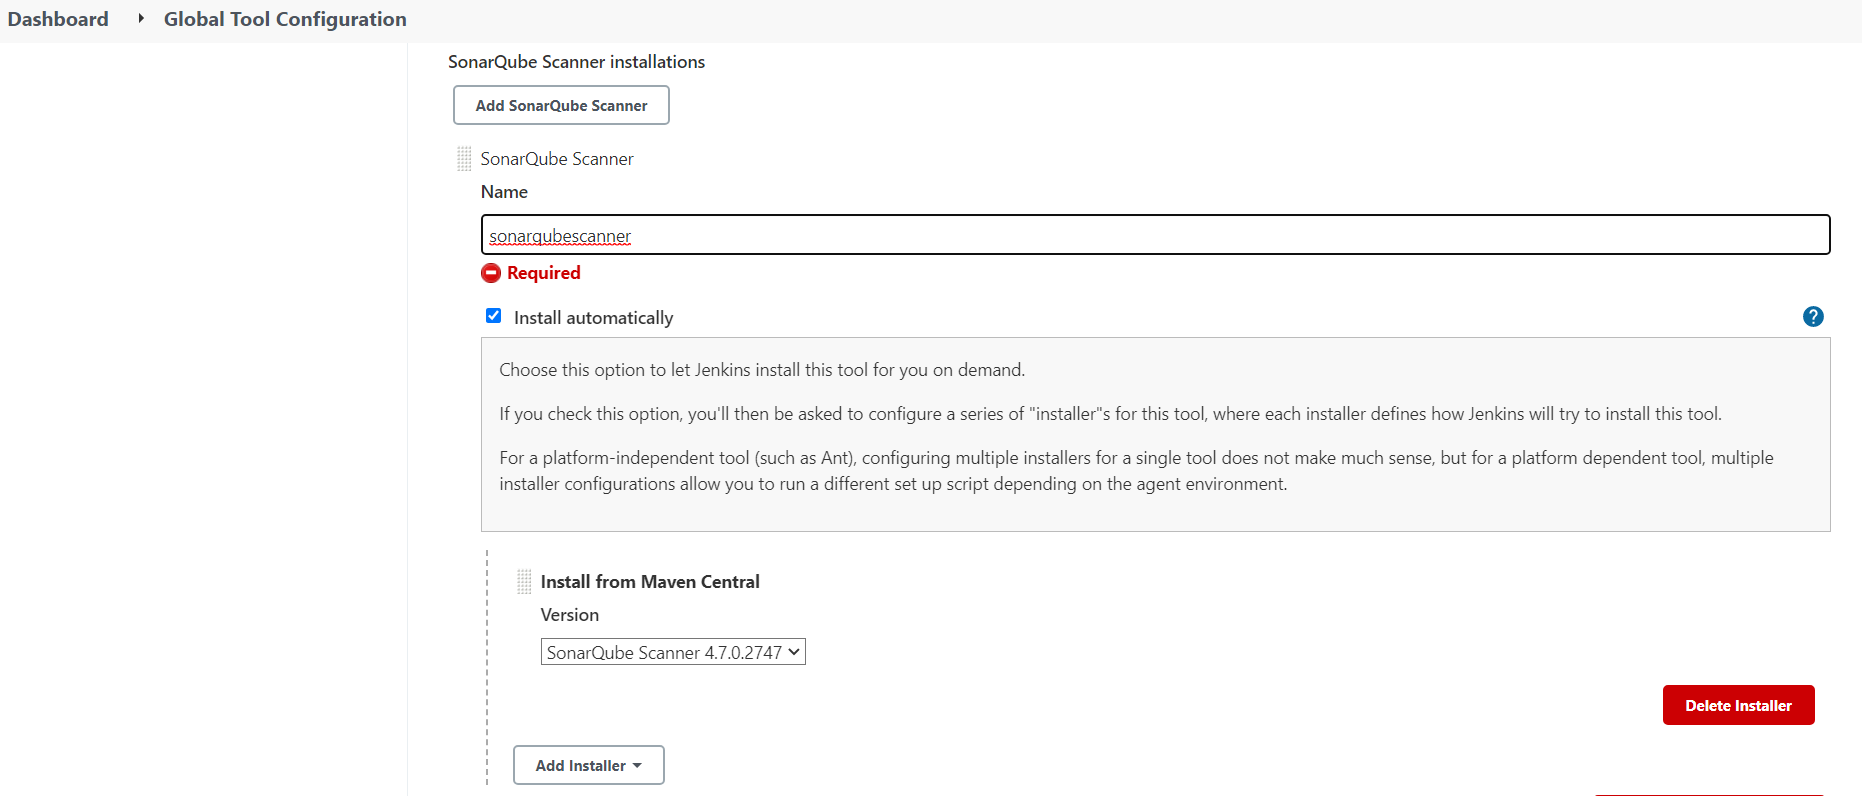 Dashboard Global Tool Configuration
SonarQube Scanner installations
Add SonarQube Scanner
SonarQube Scanner
Name
sonarqubescanner
Required
Install automatically
?
Choose this option to let Jenkins install this tool for you on demand.
If you check this option, you'll then be asked to configure a series of "installer"s for this tool, where each installer defines how Jenkins will try to install this tool.
For a platform-independent tool (such as Ant), configuring multiple installers for a single tool does not make much sense, but for a platform dependent tool, multiple
installer configurations allow you to run a different set up script depending on the agent environment.
Install from Maven Central
Version
SonarQube Scanner 4.7.0.2747
Delete Installer
Add Installer